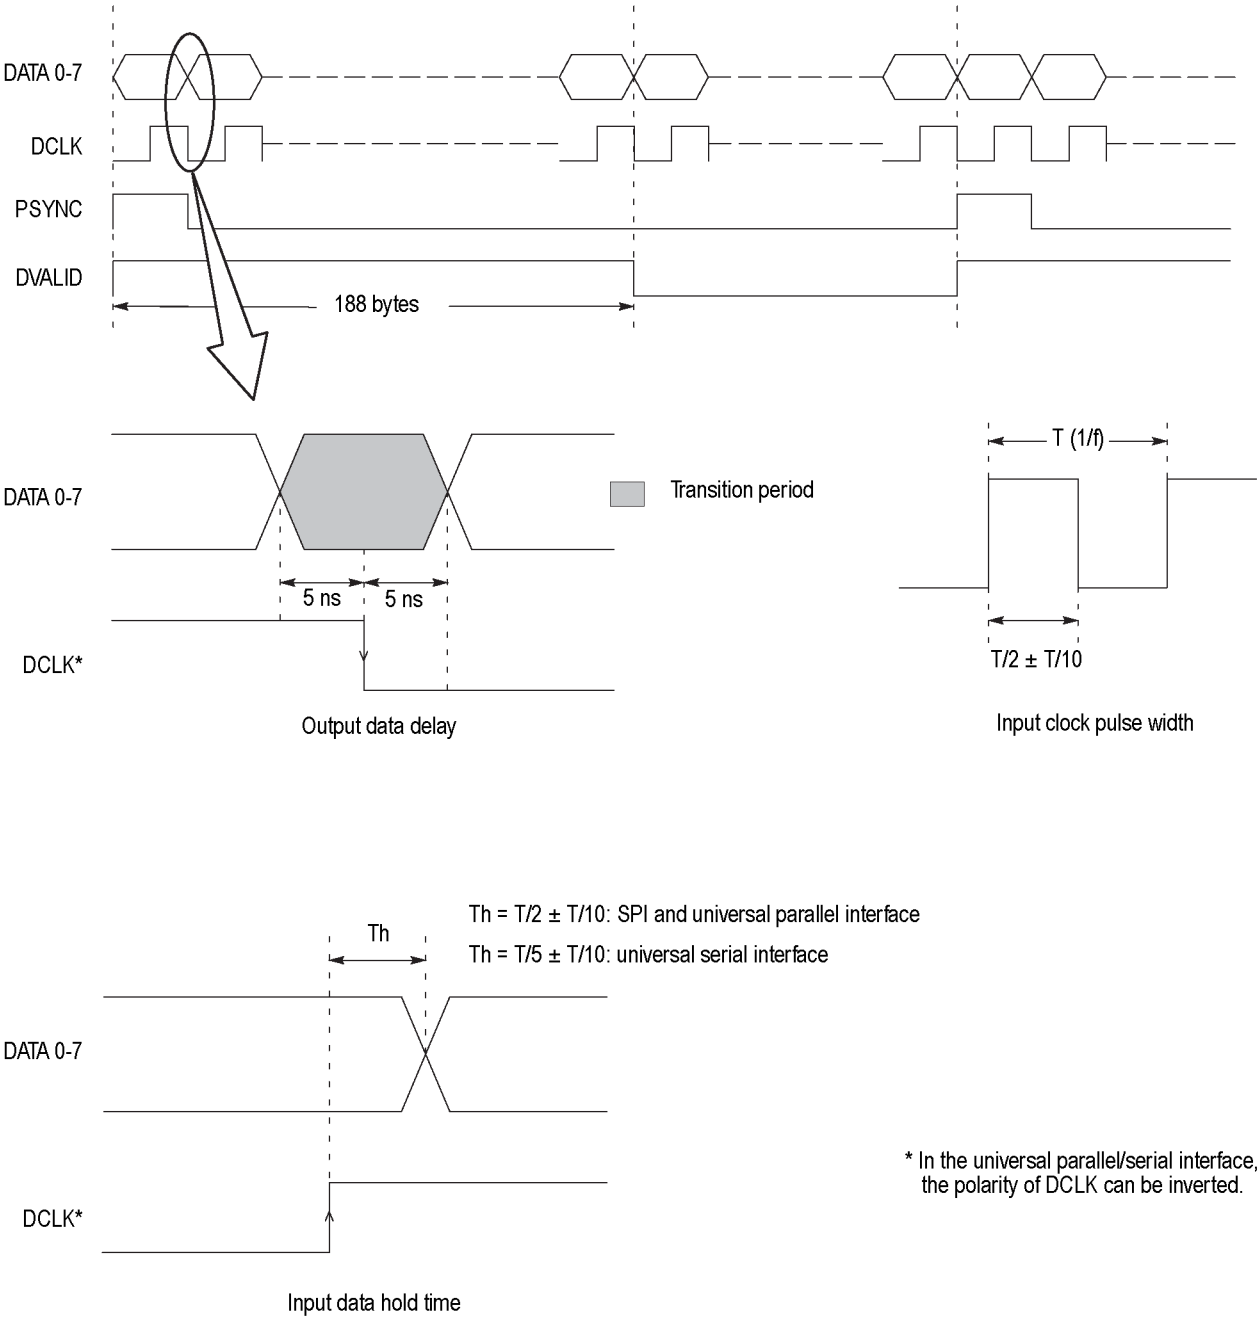 DATA 0-7
DCLK
PSYNC
DVALID
188 bytes
DATA 0-7
5 ns
5 ns
DCLK*
Output data delay
Transition period
T (1/f)
T/2 ± T/10
Input clock pulse width
Th
Th = T/2 ± T/10: SPI and universal parallel interface
Th = T/5 ± T/10: universal serial interface
DATA 0-7
DCLK*
Input data hold time
* In the universal parallel/serial interface,
the polarity of DCLK can be inverted.